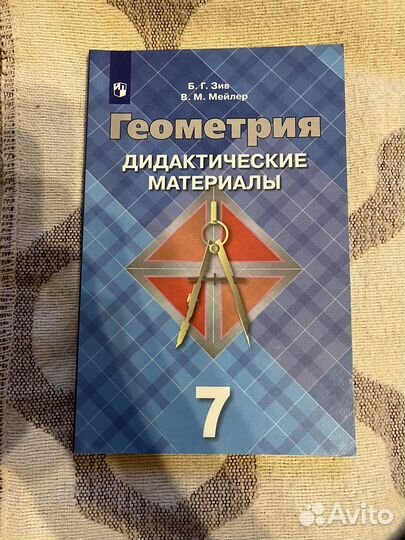 Б. Г. Зив
В. М. Мейлер
Геометрия
ДИДАКТИЧЕСКИЕ
МАТЕРИАЛЫ
7
Avito